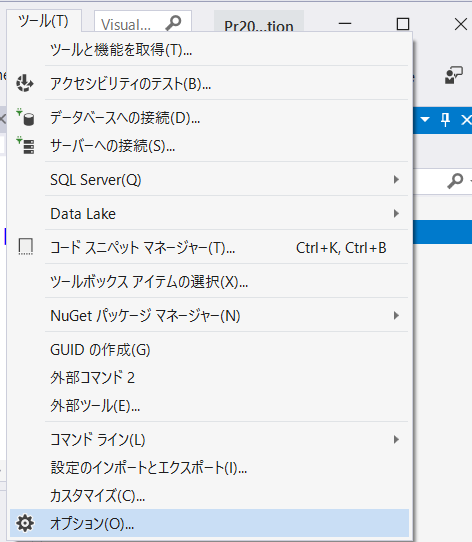 ツール(T)
Visual...
Pr20...tion
ツールと機能を取得(T)...
アクセシビリティのテスト(B)...
データベースへの接続(D)...
サーバーへの接続(S)...
SQL Server(Q)
Data Lake
コード スニペット マネージャー(T)... Ctrl+K, Ctrl+B
ツールボックス アイテムの選択(X)...
NuGet パッケージ マネージャー(N)
GUID の作成(G)
外部コマンド 2
外部ツール(E)...
コマンド ライン(L)
設定のインポートとエクスポート(I)...
カスタマイズ(C)...
オプション(O)...